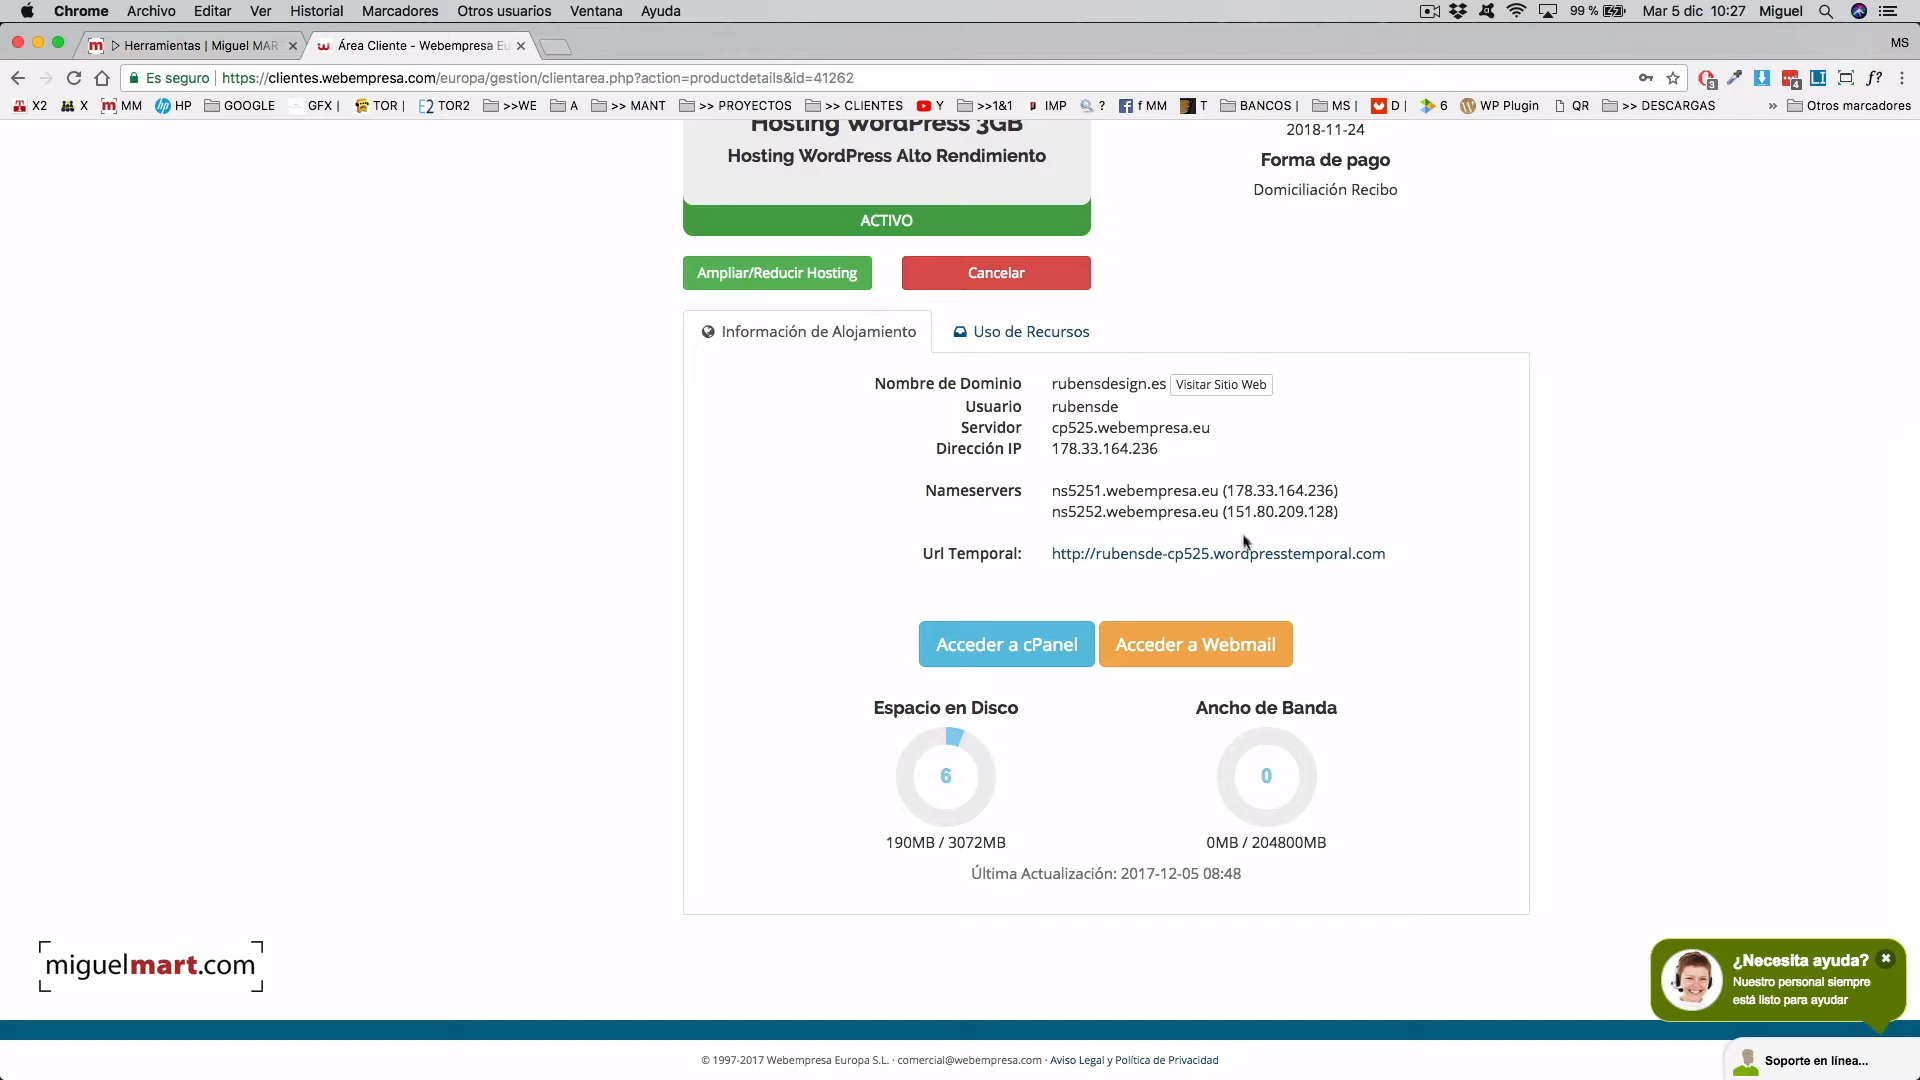 Chrome Archivo Editar Ver Historial Marcadores Otros usuarios Ventana Ayuda 99 % Mar 5 dic 10:27 Miguel
Herramientas | Miguel MAR
Área Cliente - Webempresa Eu
MS
Es seguro https://clientes.webempresa.com/europa/gestion/clientarea.php?action=productdetails&id=41262
X2 X MM HP GOOGLE GFX | TOR | TOR2 >>WE A >> MANT >> PROYECTOS >> CLIENTES Y >>1&1 IMP ? f MM T BANCOS | MS | D | 6 WP Plugin QR >> DESCARGAS » Otros marcadores
Hosting WordPress 3GB
Hosting WordPress Alto Rendimiento
ACTIVO
2018-11-24
Forma de pago
Domiciliación Recibo
Ampliar/Reducir Hosting
Cancelar
Información de Alojamiento
Uso de Recursos
Nombre de Dominio rubensdesign.es Visitar Sitio Web
Usuario rubensde
Servidor cp525.webempresa.eu
Dirección IP 178.33.164.236
Nameservers ns5251.webempresa.eu (178.33.164.236)
ns5252.webempresa.eu (151.80.209.128)
Url Temporal: http://rubensde-cp525.wordpresstemporal.com
Acceder a cPanel
Acceder a Webmail
Espacio en Disco
6
190MB / 3072MB
Ancho de Banda
0
0MB / 204800MB
Última Actualización: 2017-12-05 08:48
miguelmart.com
¿Necesita ayuda?
Nuestro personal siempre
está listo para ayudar
© 1997-2017 Webempresa Europa S.L. · comercial@webempresa.com · Aviso Legal y Política de Privacidad
Soporte en línea...